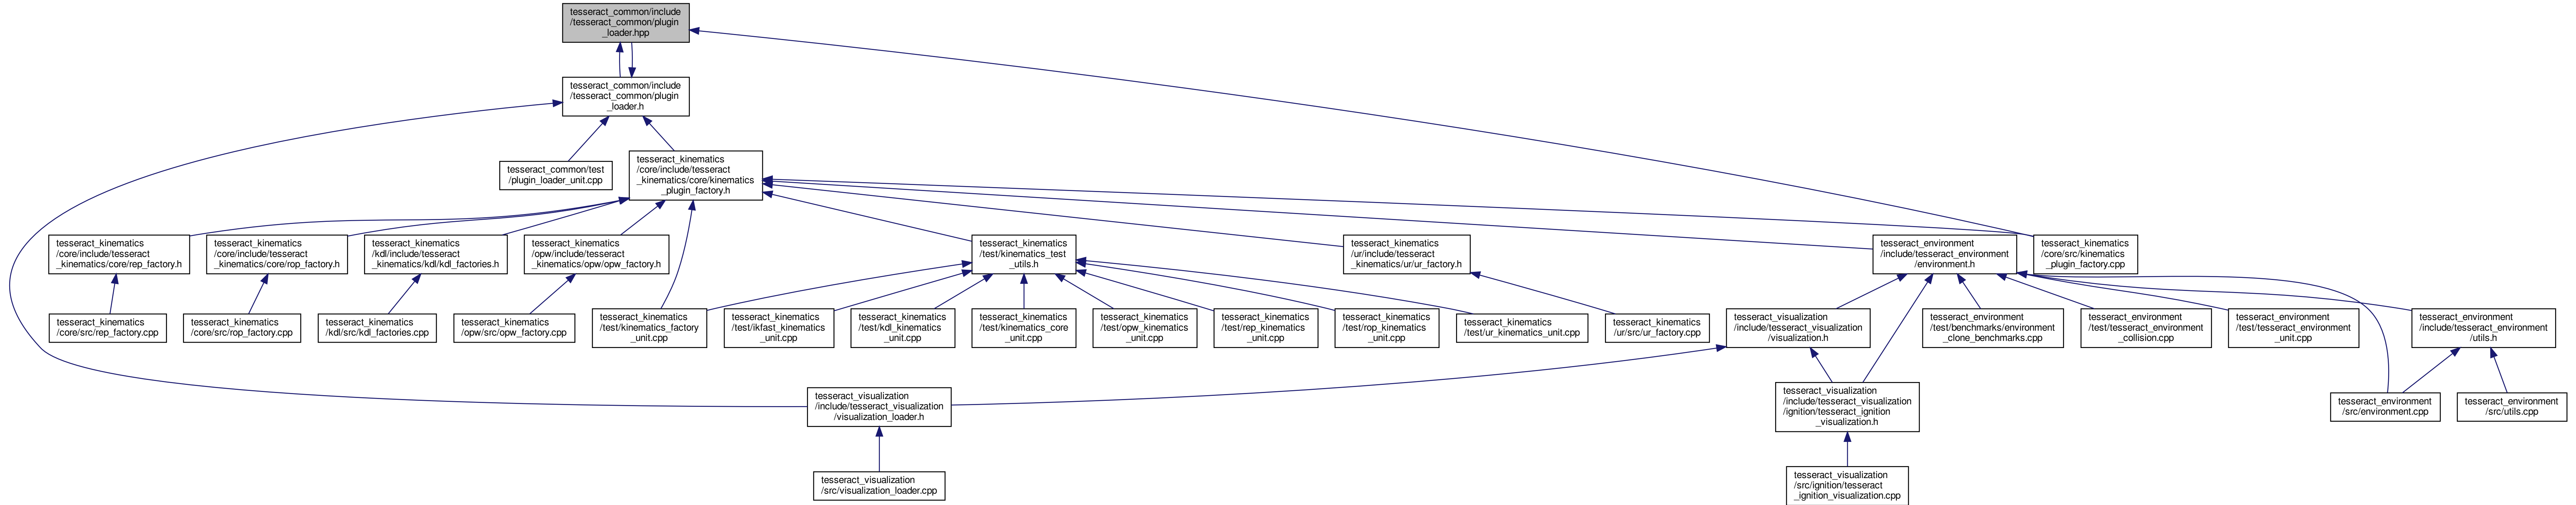 tesseract_common/include
/tesseract_common/plugin
_loader.hpp
tesseract_common/include
/tesseract_common/plugin
_loader.h
tesseract_common/test
/plugin_loader_unit.cpp
tesseract_kinematics
/core/include/tesseract
_kinematics/core/kinematics
_plugin_factory.h
tesseract_kinematics
/core/include/tesseract
_kinematics/core/rep_factory.h
tesseract_kinematics
/core/include/tesseract
_kinematics/core/rop_factory.h
tesseract_kinematics
/kdl/include/tesseract
_kinematics/kdl/kdl_factories.h
tesseract_kinematics
/opw/include/tesseract
_kinematics/opw/opw_factory.h
tesseract_kinematics
/test/kinematics_test
_utils.h
tesseract_kinematics
/ur/include/tesseract
_kinematics/ur/ur_factory.h
tesseract_environment
/include/tesseract_environment
/environment.h
tesseract_kinematics
/core/src/kinematics
_plugin_factory.cpp
tesseract_kinematics
/core/src/rep_factory.cpp
tesseract_kinematics
/core/src/rop_factory.cpp
tesseract_kinematics
/kdl/src/kdl_factories.cpp
tesseract_kinematics
/opw/src/opw_factory.cpp
tesseract_kinematics
/test/kinematics_factory
_unit.cpp
tesseract_kinematics
/test/ikfast_kinematics
_unit.cpp
tesseract_kinematics
/test/kdl_kinematics
_unit.cpp
tesseract_kinematics
/test/kinematics_core
_unit.cpp
tesseract_kinematics
/test/opw_kinematics
_unit.cpp
tesseract_kinematics
/test/rep_kinematics
_unit.cpp
tesseract_kinematics
/test/rop_kinematics
_unit.cpp
tesseract_kinematics
/test/ur_kinematics_unit.cpp
tesseract_kinematics
/ur/src/ur_factory.cpp
tesseract_visualization
/include/tesseract_visualization
/visualization.h
tesseract_environment
/test/benchmarks/environment
_clone_benchmarks.cpp
tesseract_environment
/test/tesseract_environment
_collision.cpp
tesseract_environment
/test/tesseract_environment
_unit.cpp
tesseract_environment
/include/tesseract_environment
/utils.h
tesseract_visualization
/include/tesseract_visualization
/visualization_loader.h
tesseract_visualization
/include/tesseract_visualization
/ignition/tesseract_ignition
_visualization.h
tesseract_environment
/src/environment.cpp
tesseract_environment
/src/utils.cpp
tesseract_visualization
/src/visualization_loader.cpp
tesseract_visualization
/src/ignition/tesseract
_ignition_visualization.cpp